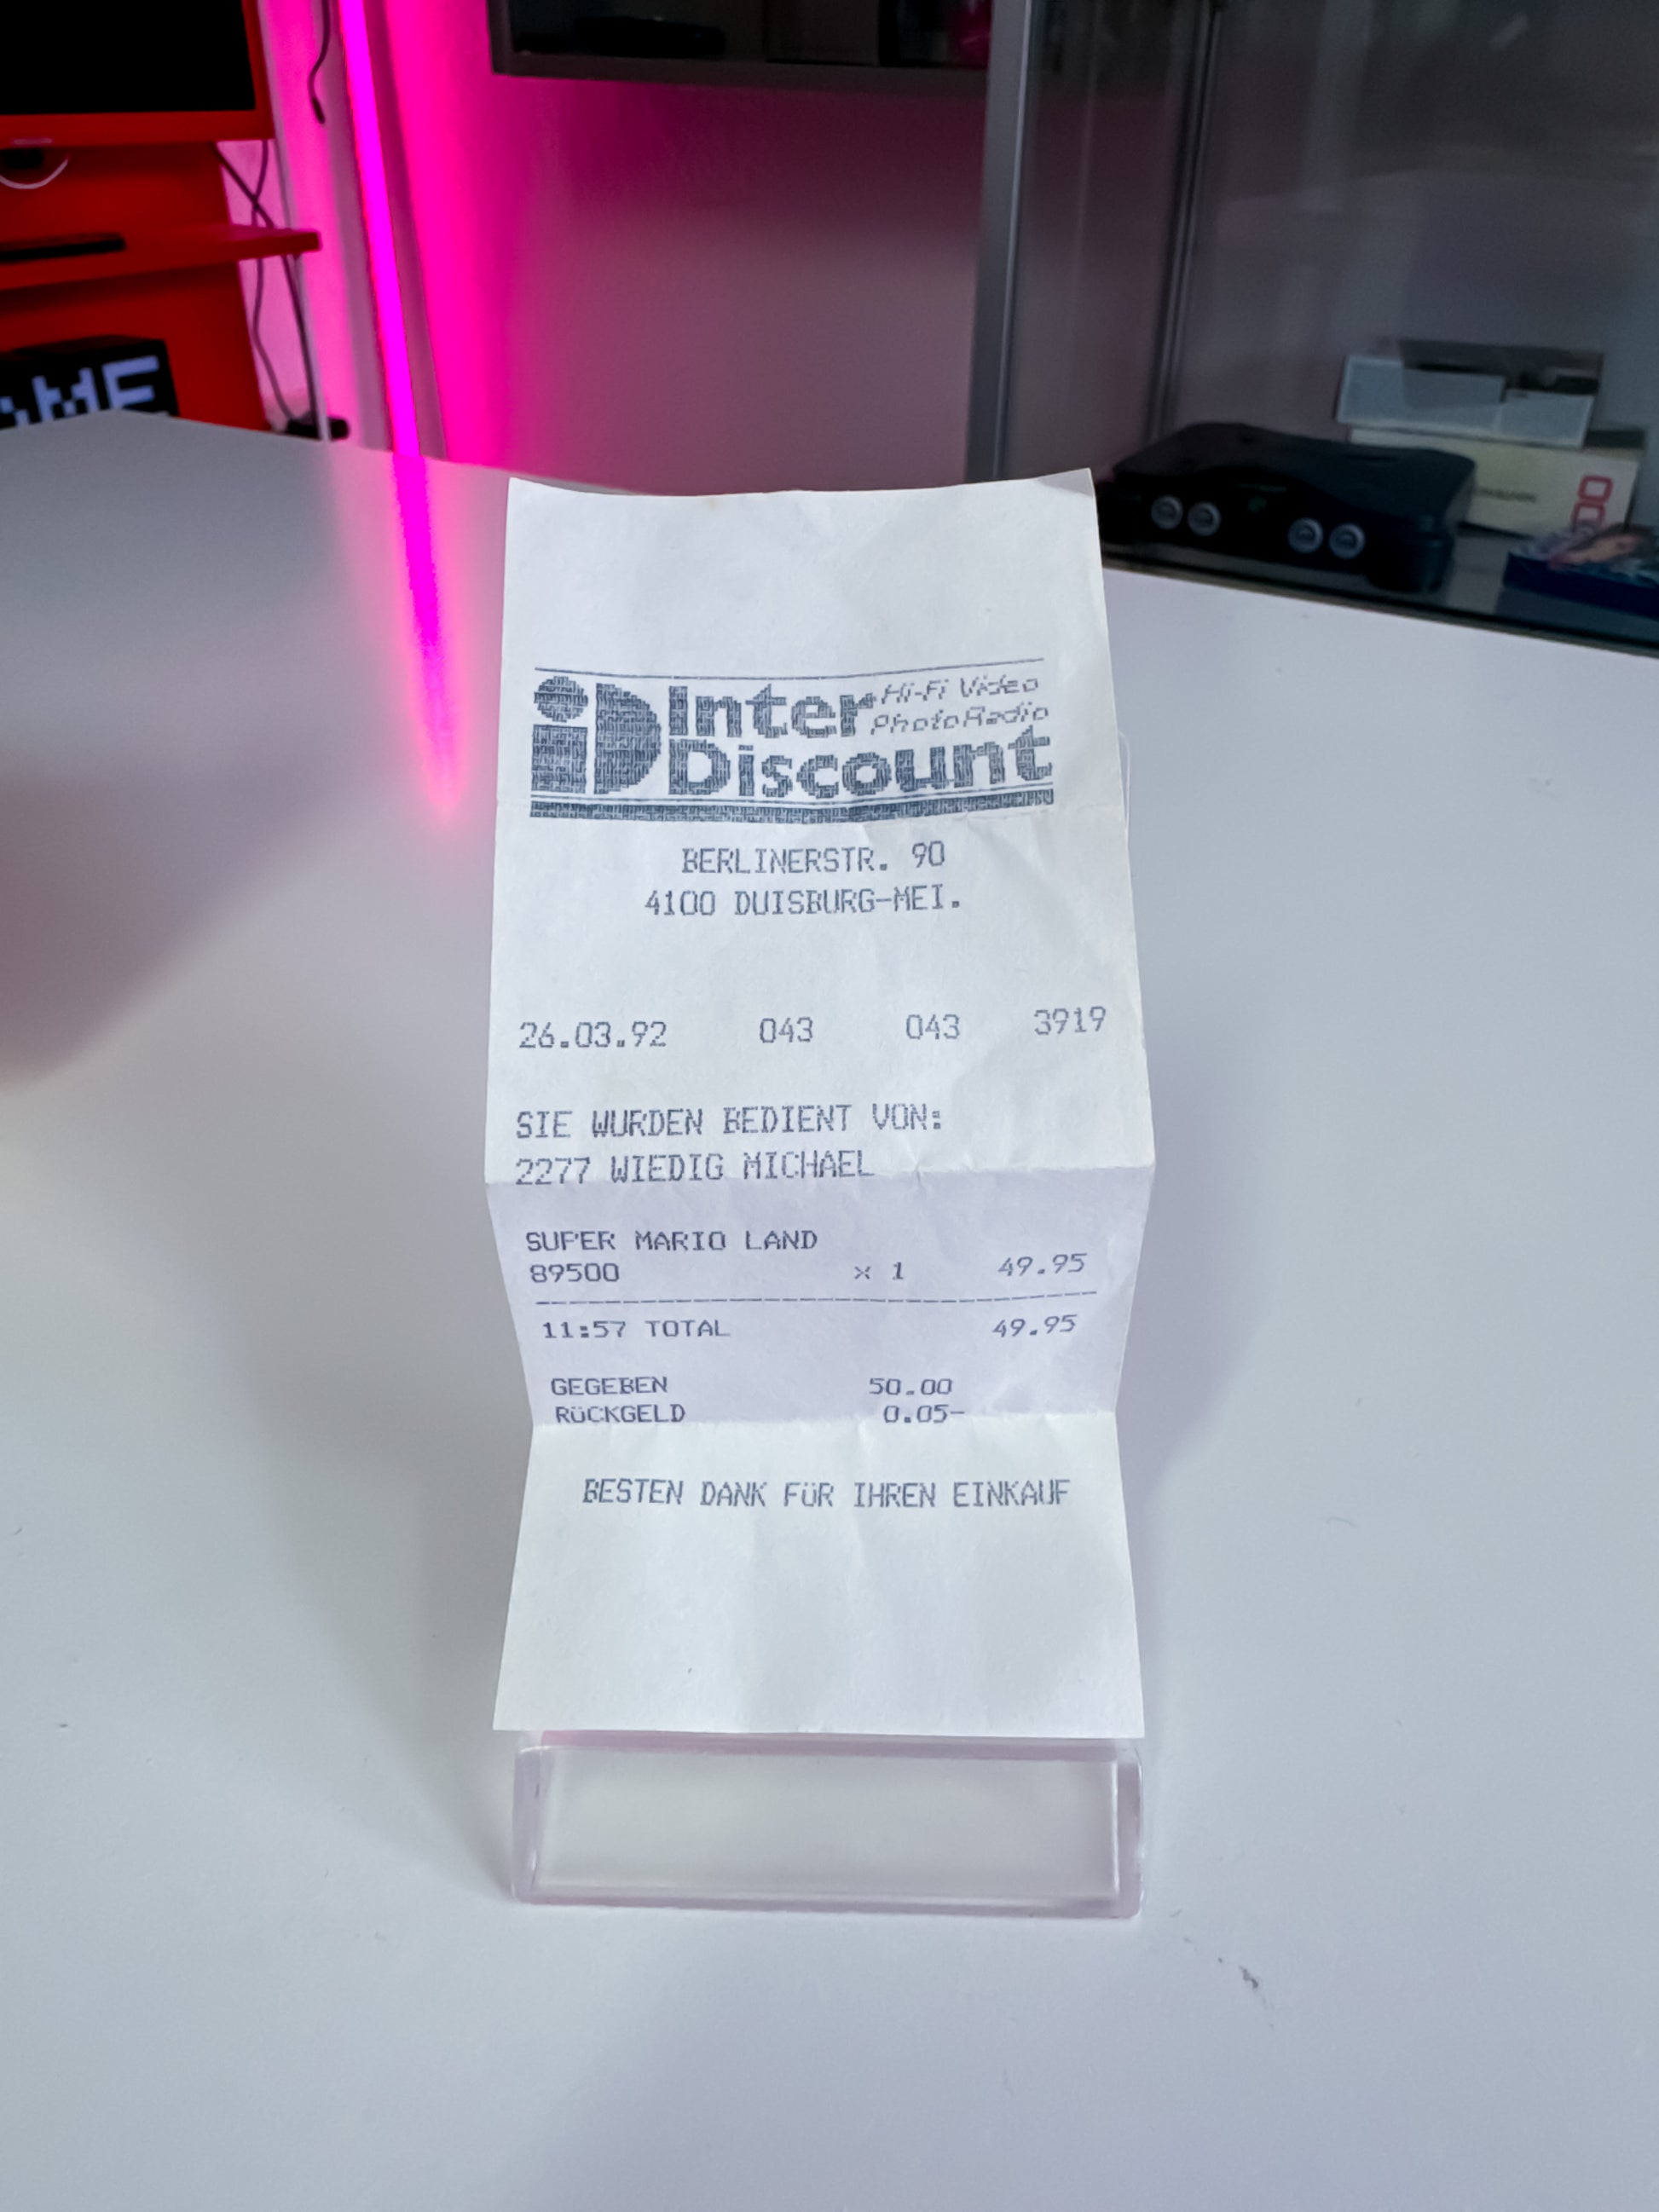 Inter Hi-Fi Video
Photo Radio
Discount
BERLINERSTR. 90
4100 DUISBURG-MEI.
26.03.92 043 043 3919
SIE WURDEN BEDIENT VON:
2277 WIEDIG MICHAEL
SUPER MARIO LAND
89500 x 1 49.95
11:57 TOTAL 49.95
GEGEBEN 50.00
RÜCKGELD 0.05-
BESTEN DANK FÜR IHREN EINKAUF